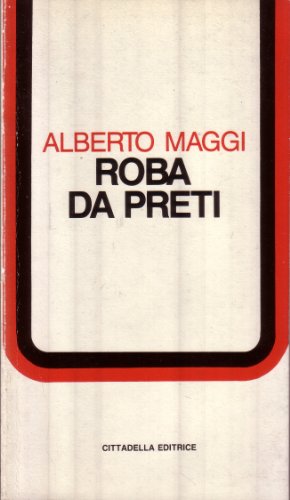 ALBERTO MAGGI
ROBA
DA PRETI
CITTADELLA EDITRICE